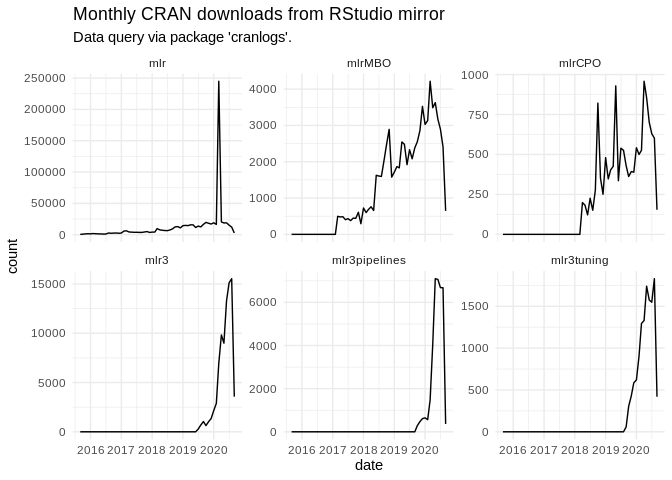 Monthly CRAN downloads from RStudio mirror
Data query via package 'cranlogs'.
mlr
mlrMBO
mlrCPO
250000
200000
150000
100000
50000
0
4000
3000
2000
1000
0
1000
750
500
250
0
count
mlr3
mlr3pipelines
mlr3tuning
15000
10000
5000
0
6000
4000
2000
0
1500
1000
500
0
2016 2017 2018 2019 2020
2016 2017 2018 2019 2020
2016 2017 2018 2019 2020
date